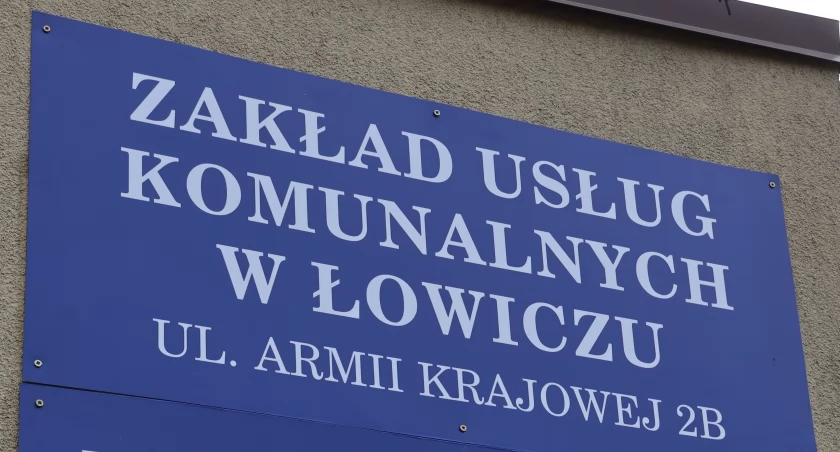 ZAKŁAD USŁUG
KOMUNALNYCH
W ŁOWICZU
UL. ARMII KRAJOWEJ 2B